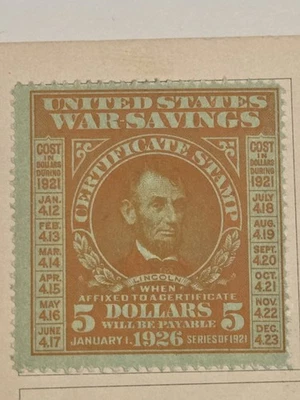 UNITED STATES
WAR-SAVINGS
CERTIFICATE STAMP
COST
IN
DOLLARS
DURING
1921
JAN.
4.12
FEB.
4.13
MAR.
4.14
APR.
4.15
MAY
4.16
JUNE
4.17
COST
IN
DOLLARS
DURING
1921
JULY
4.18
AUG.
4.19
SEPT.
4.20
OCT.
4.21
NOV.
4.22
DEC.
4.23
LINCOLN
WHEN
AFFIXED TO A CERTIFICATE
5 DOLLARS 5
WILL BE PAYABLE
JANUARY 1. 1926 SERIES OF 1921